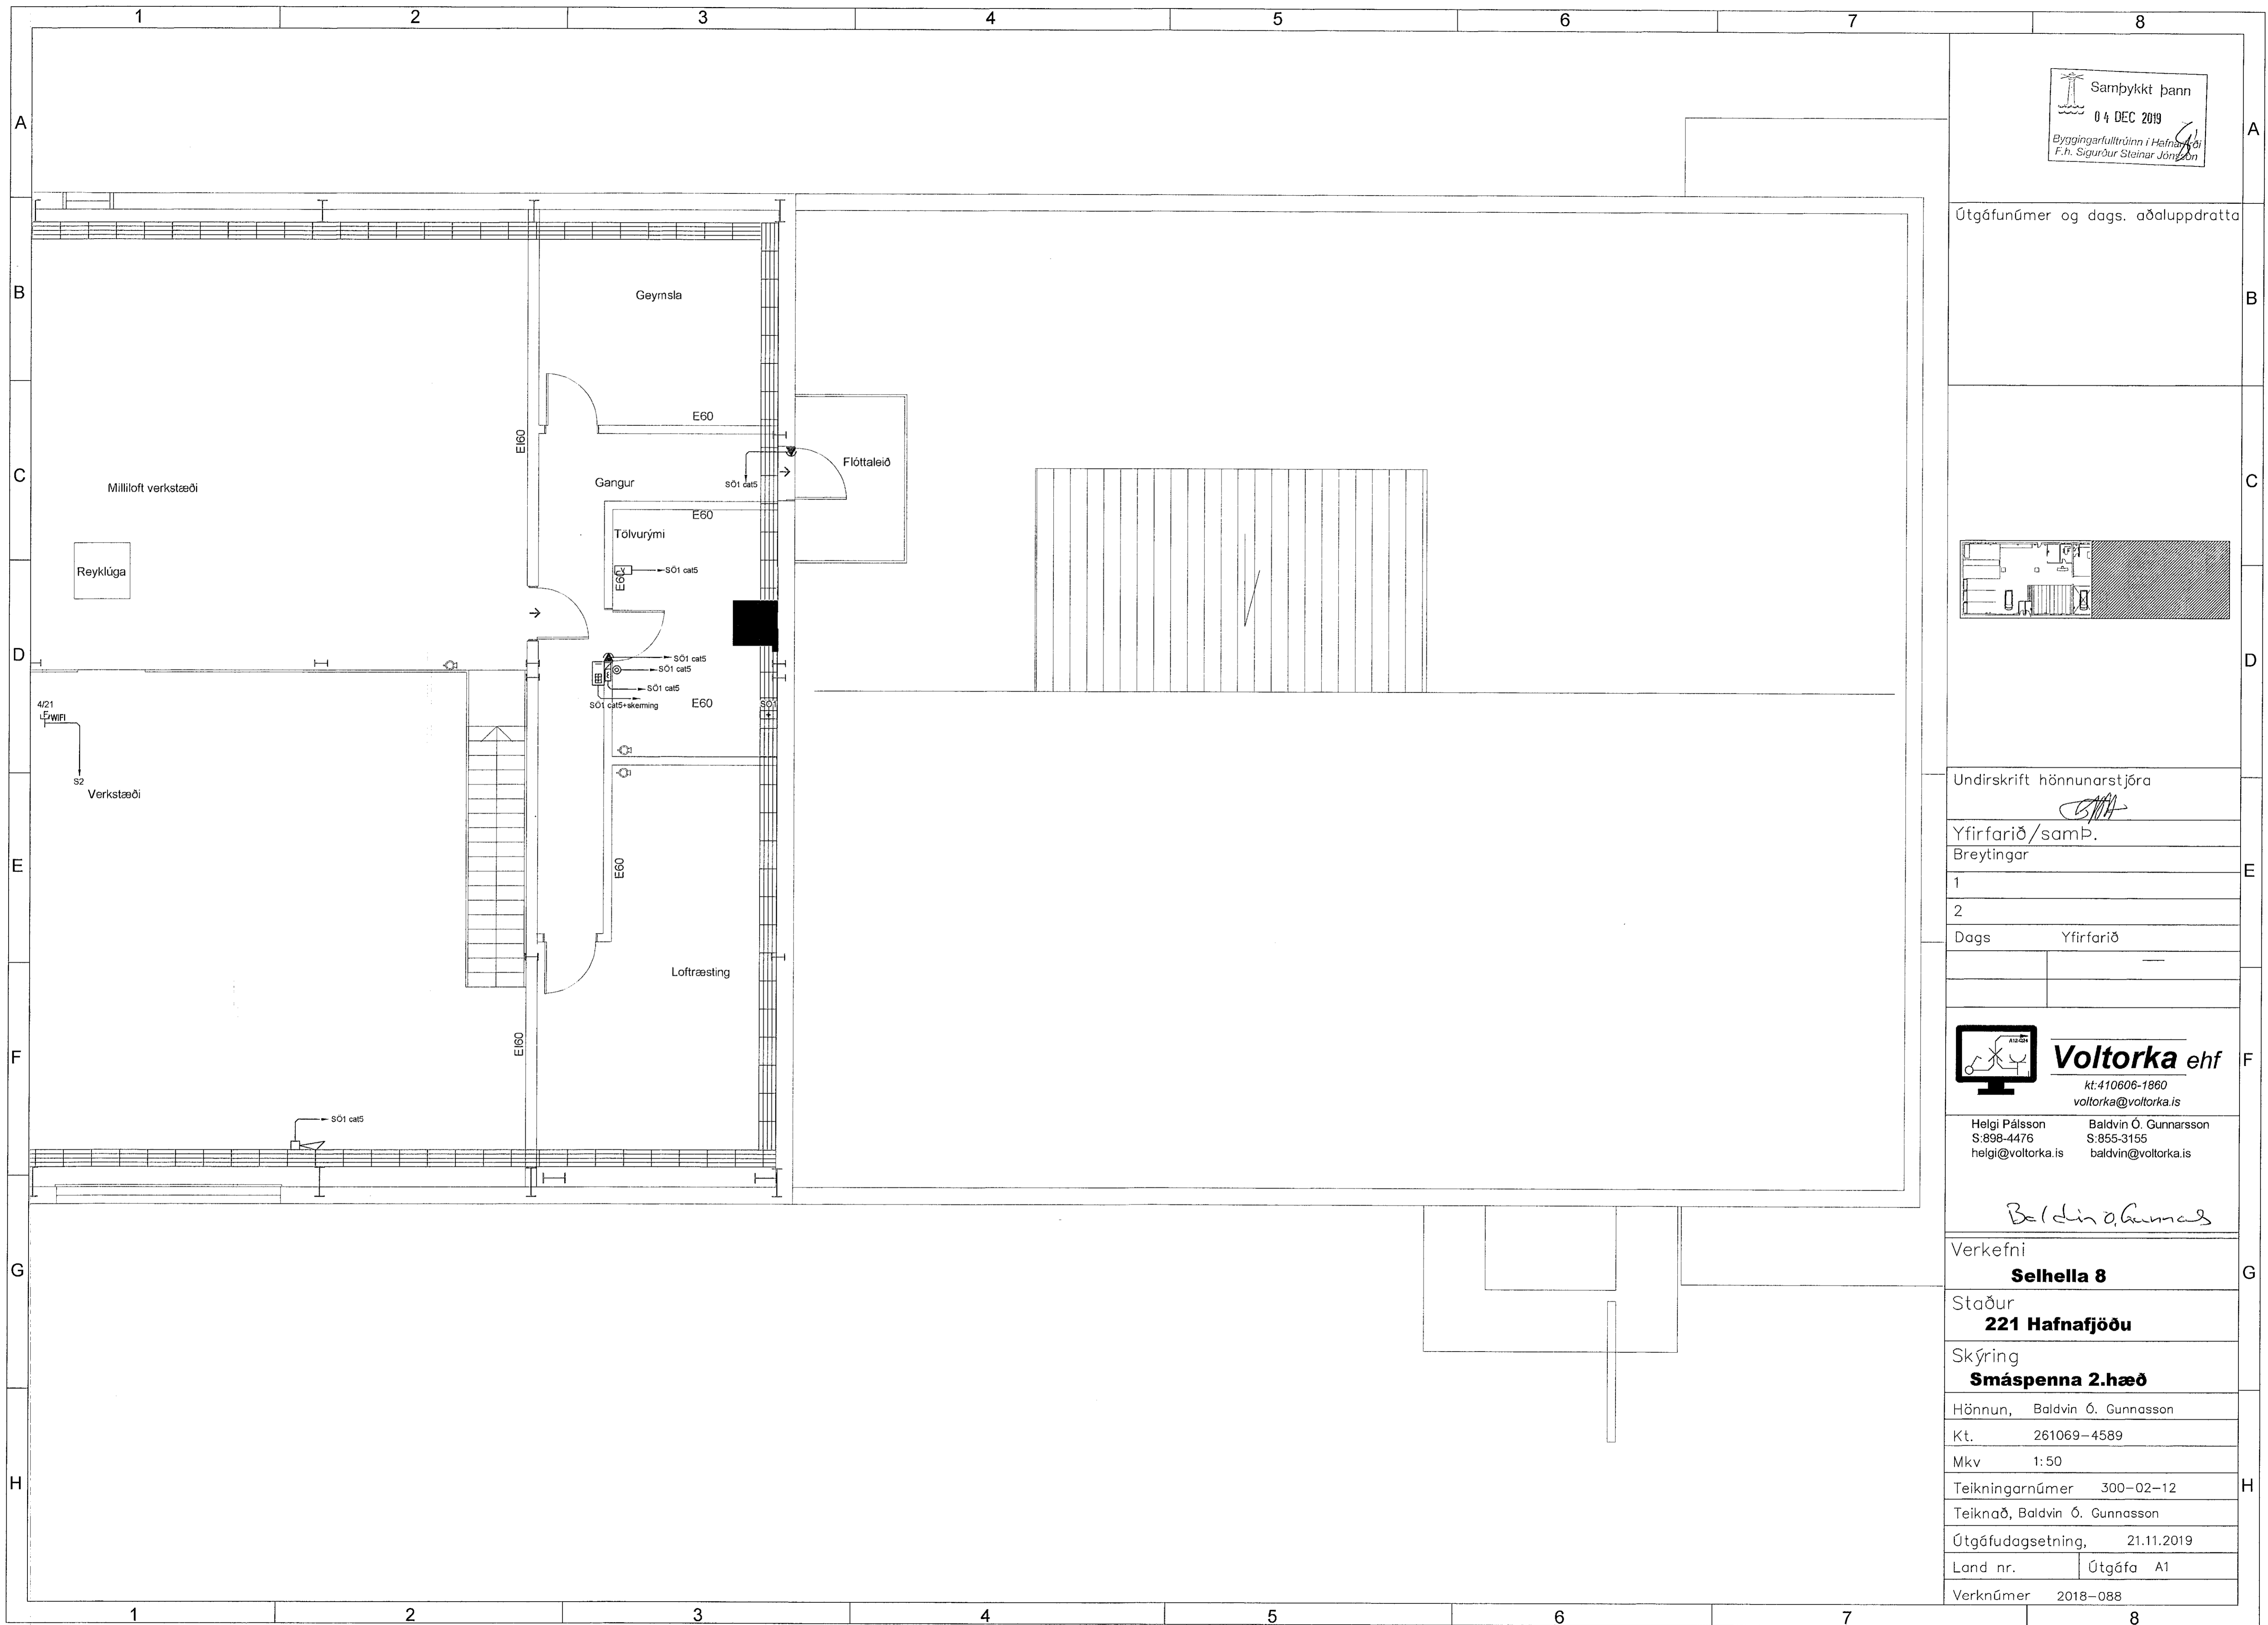 1 2 3 4 5 6 7 8
A
B
C
D
E
F
G
H
A
B
C
D
E
F
G
H
Samþykkt þann
04 DEC 2019
Byggingarfulltrúinn í Hafnarfirði
F.h. Sigurður Steinar Jónsson
Útgáfunúmer og dags. aðaluppdratta
Geymsla
E60
EI60
Gangur
SÖ1 cat5
Flóttaleið
Milliloft verkstæði
E60
Tölvurými
Reyklúga
E60
SÖ1 cat5
SÖ1 cat5
SÖ1 cat5
SÖ1 cat5
SÖ1 cat5+skerming
E60
SÖ1
4/21
WIFI
S2
Verkstæði
E60
Loftræsting
EI60
SÖ1 cat5
Undirskrift hönnunarstjóra
Yfirfarið/samÞ.
Breytingar
1
2
Dags Yfirfarið
A12-Ö24
Voltorka ehf
kt:410606-1860
voltorka@voltorka.is
Helgi Pálsson Baldvin Ó. Gunnarsson
S:898-4476 S:855-3155
helgi@voltorka.is baldvin@voltorka.is
Verkefni
Selhella 8
Staður
221 Hafnafjöðu
Skýring
Smáspenna 2.hæð
Hönnun, Baldvin Ó. Gunnasson
Kt. 261069-4589
Mkv 1:50
Teikningarnúmer 300-02-12
Teiknað, Baldvin Ó. Gunnasson
Útgáfudagsetning, 21.11.2019
Land nr. Útgáfa A1
Verknúmer 2018-088
1 2 3 4 5 6 7 8